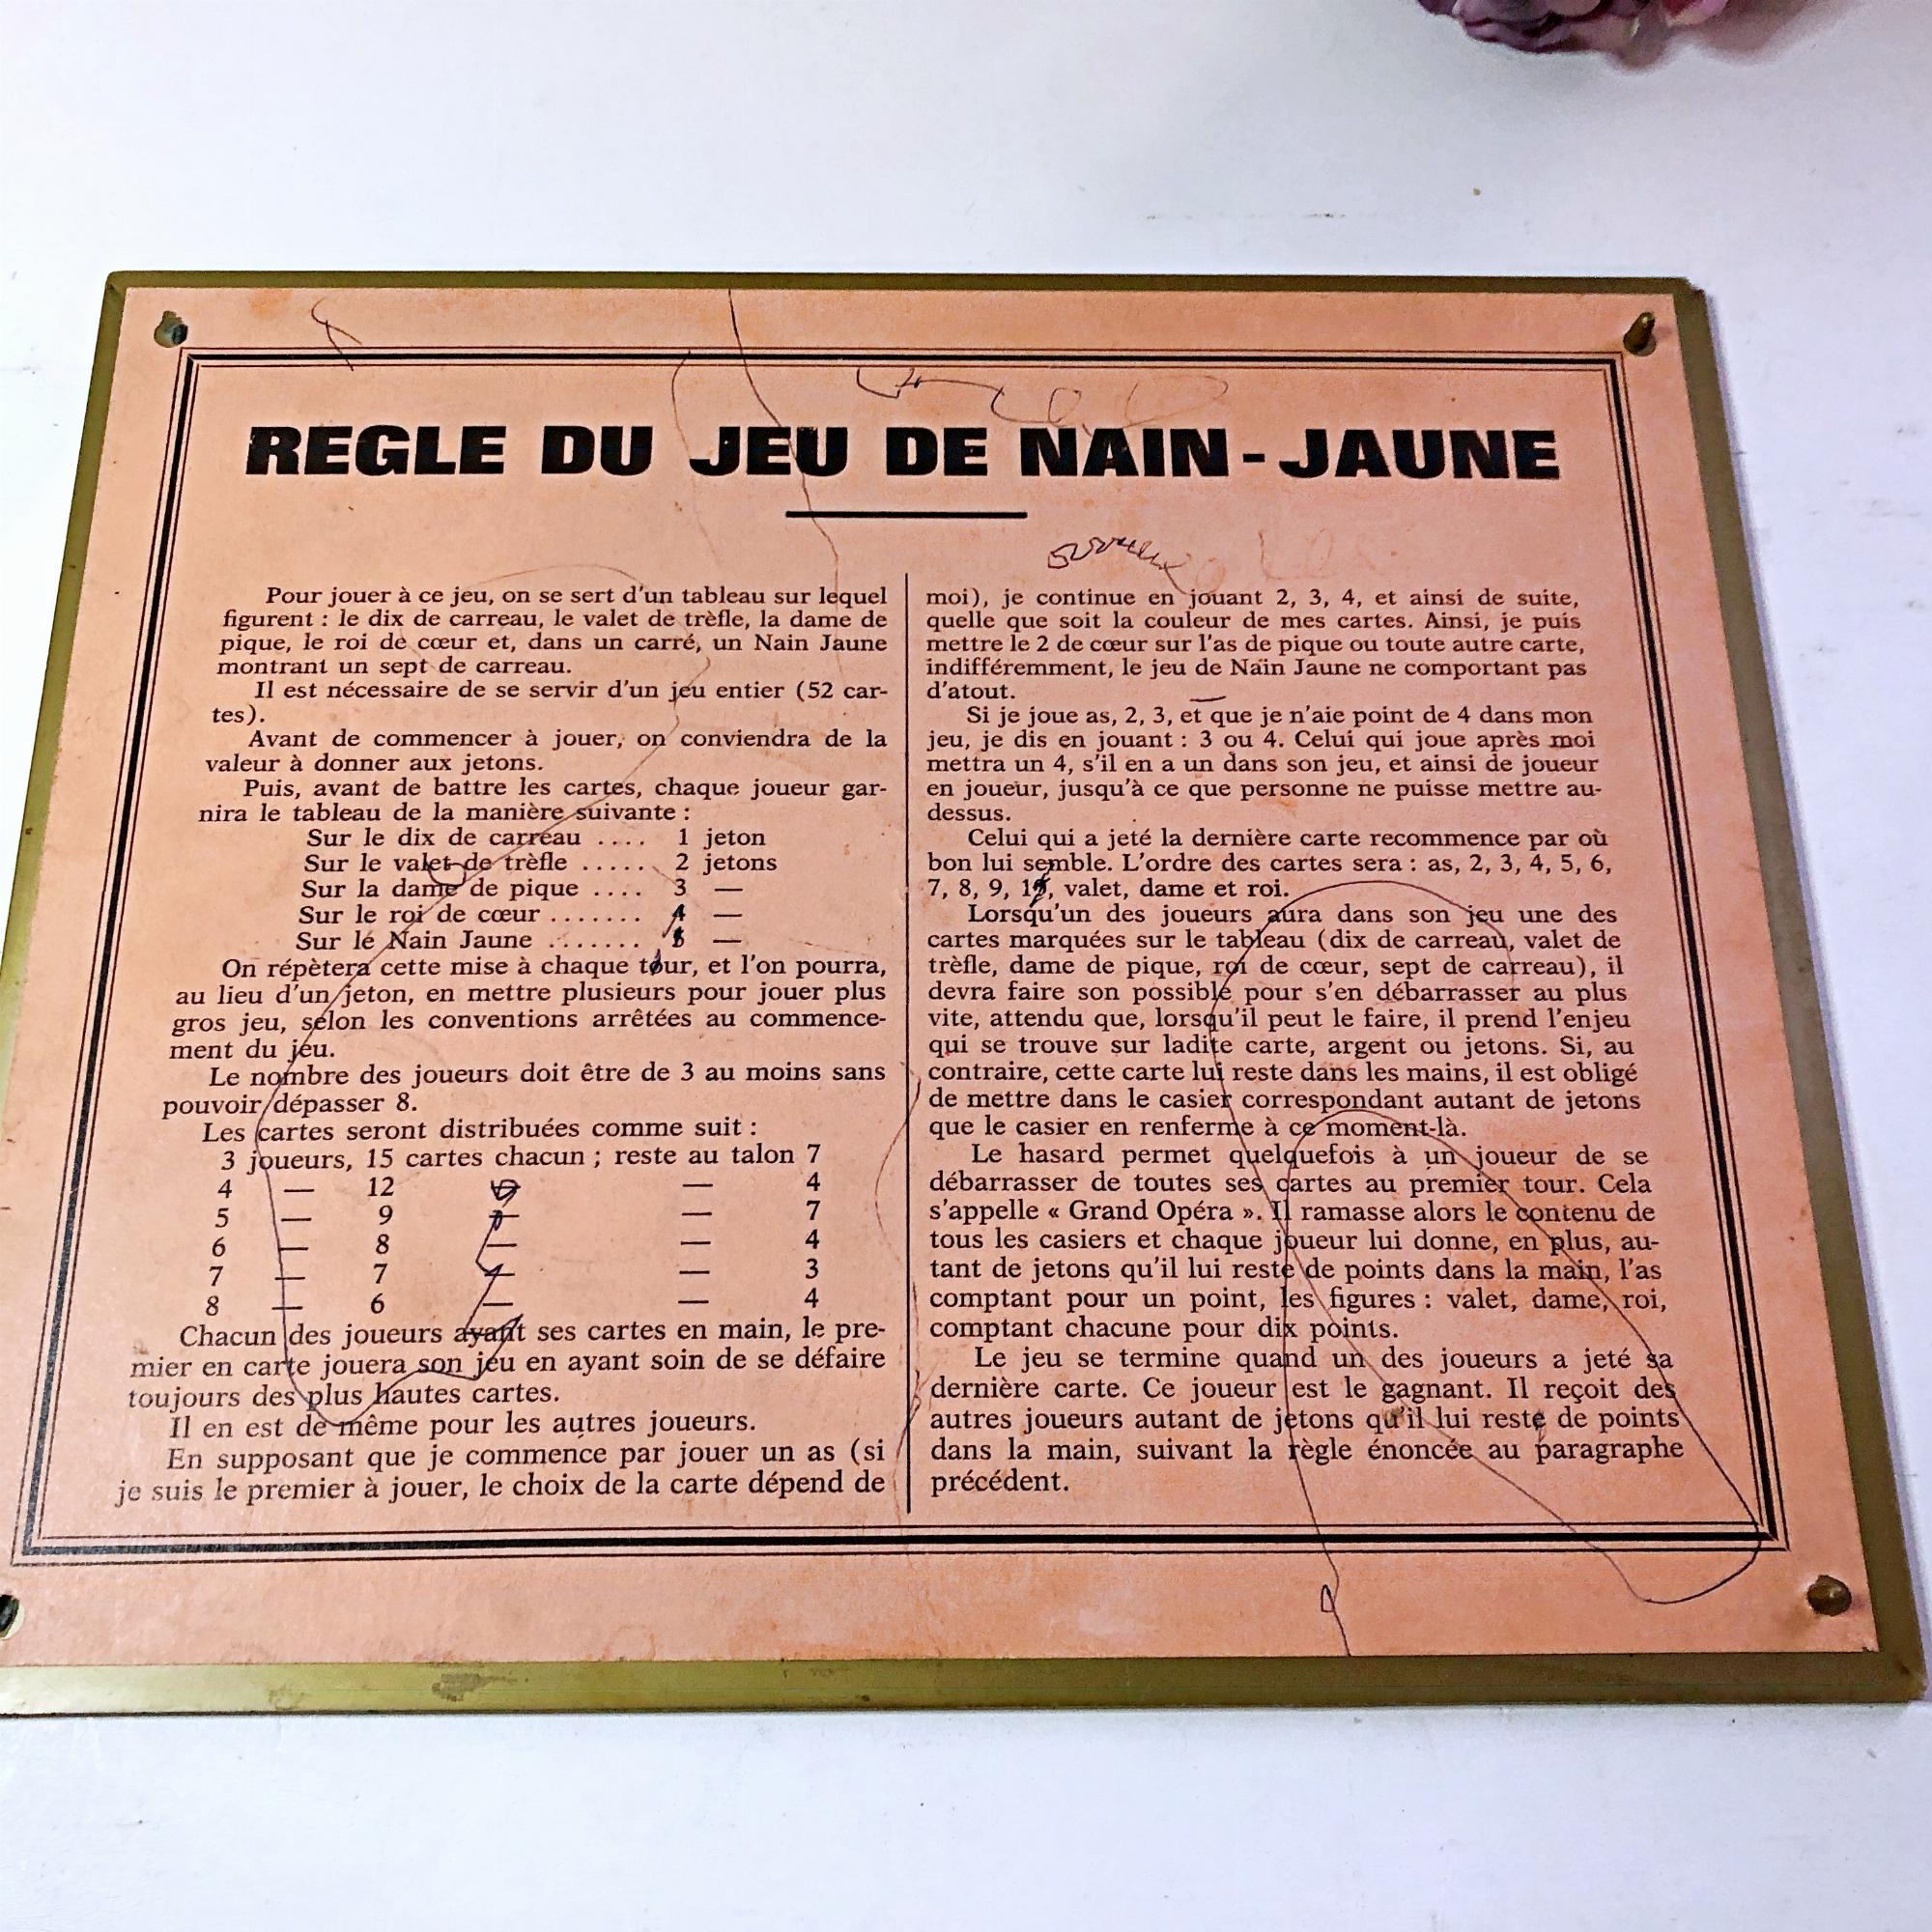 REGLE DU JEU DE NAIN-JAUNE
Pour jouer à ce jeu, on se sert d'un tableau sur lequel
figurent : le dix de carreau, le valet de trèfle, la dame de
pique, le roi de cœur et, dans un carré, un Nain Jaune
montrant un sept de carreau.
Il est nécessaire de se servir d'un jeu entier (52 car-
tes).
Avant de commencer à jouer, on conviendra de la
valeur à donner aux jetons.
Puis, avant de battre les cartes, chaque joueur gar-
nira le tableau de la manière suivante :
Sur le dix de carreau .... 1 jeton
Sur le valet de trèfle ..... 2 jetons
Sur la dame de pique .... 3 —
Sur le roi de cœur ....... 4 —
Sur le Nain Jaune ....... 5 —
On répètera cette mise à chaque tour, et l'on pourra,
au lieu d'un jeton, en mettre plusieurs pour jouer plus
gros jeu, selon les conventions arrêtées au commence-
ment du jeu.
Le nombre des joueurs doit être de 3 au moins sans
pouvoir dépasser 8.
Les cartes seront distribuées comme suit :
3 joueurs, 15 cartes chacun ; reste au talon 7
4 — 12 — — 4
5 — 9 — — 7
6 — 8 — — 4
7 — 7 — — 3
8 — 6 — — 4
Chacun des joueurs ayant ses cartes en main, le pre-
mier en carte jouera son jeu en ayant soin de se défaire
toujours des plus hautes cartes.
Il en est de même pour les autres joueurs.
En supposant que je commence par jouer un as (si
je suis le premier à jouer, le choix de la carte dépend de
moi), je continue en jouant 2, 3, 4, et ainsi de suite,
quelle que soit la couleur de mes cartes. Ainsi, je puis
mettre le 2 de cœur sur l'as de pique ou toute autre carte,
indifféremment, le jeu de Nain Jaune ne comportant pas
d'atout.
Si je joue as, 2, 3, et que je n'aie point de 4 dans mon
jeu, je dis en jouant : 3 ou 4. Celui qui joue après moi
mettra un 4, s'il en a un dans son jeu, et ainsi de joueur
en joueur, jusqu'à ce que personne ne puisse mettre au-
dessus.
Celui qui a jeté la dernière carte recommence par où
bon lui semble. L'ordre des cartes sera : as, 2, 3, 4, 5, 6,
7, 8, 9, 10, valet, dame et roi.
Lorsqu'un des joueurs aura dans son jeu une des
cartes marquées sur le tableau (dix de carreau, valet de
trèfle, dame de pique, roi de cœur, sept de carreau), il
devra faire son possible pour s'en débarrasser au plus
vite, attendu que, lorsqu'il peut le faire, il prend l'enjeu
qui se trouve sur ladite carte, argent ou jetons. Si, au
contraire, cette carte lui reste dans les mains, il est obligé
de mettre dans le casier correspondant autant de jetons
que le casier en renferme à ce moment-là.
Le hasard permet quelquefois à un joueur de se
débarrasser de toutes ses cartes au premier tour. Cela
s'appelle « Grand Opéra ». Il ramasse alors le contenu de
tous les casiers et chaque joueur lui donne, en plus, au-
tant de jetons qu'il lui reste de points dans la main, l'as
comptant pour un point, les figures : valet, dame, roi,
comptant chacune pour dix points.
Le jeu se termine quand un des joueurs a jeté sa
dernière carte. Ce joueur est le gagnant. Il reçoit des
autres joueurs autant de jetons qu'il lui reste de points
dans la main, suivant la règle énoncée au paragraphe
précédent.